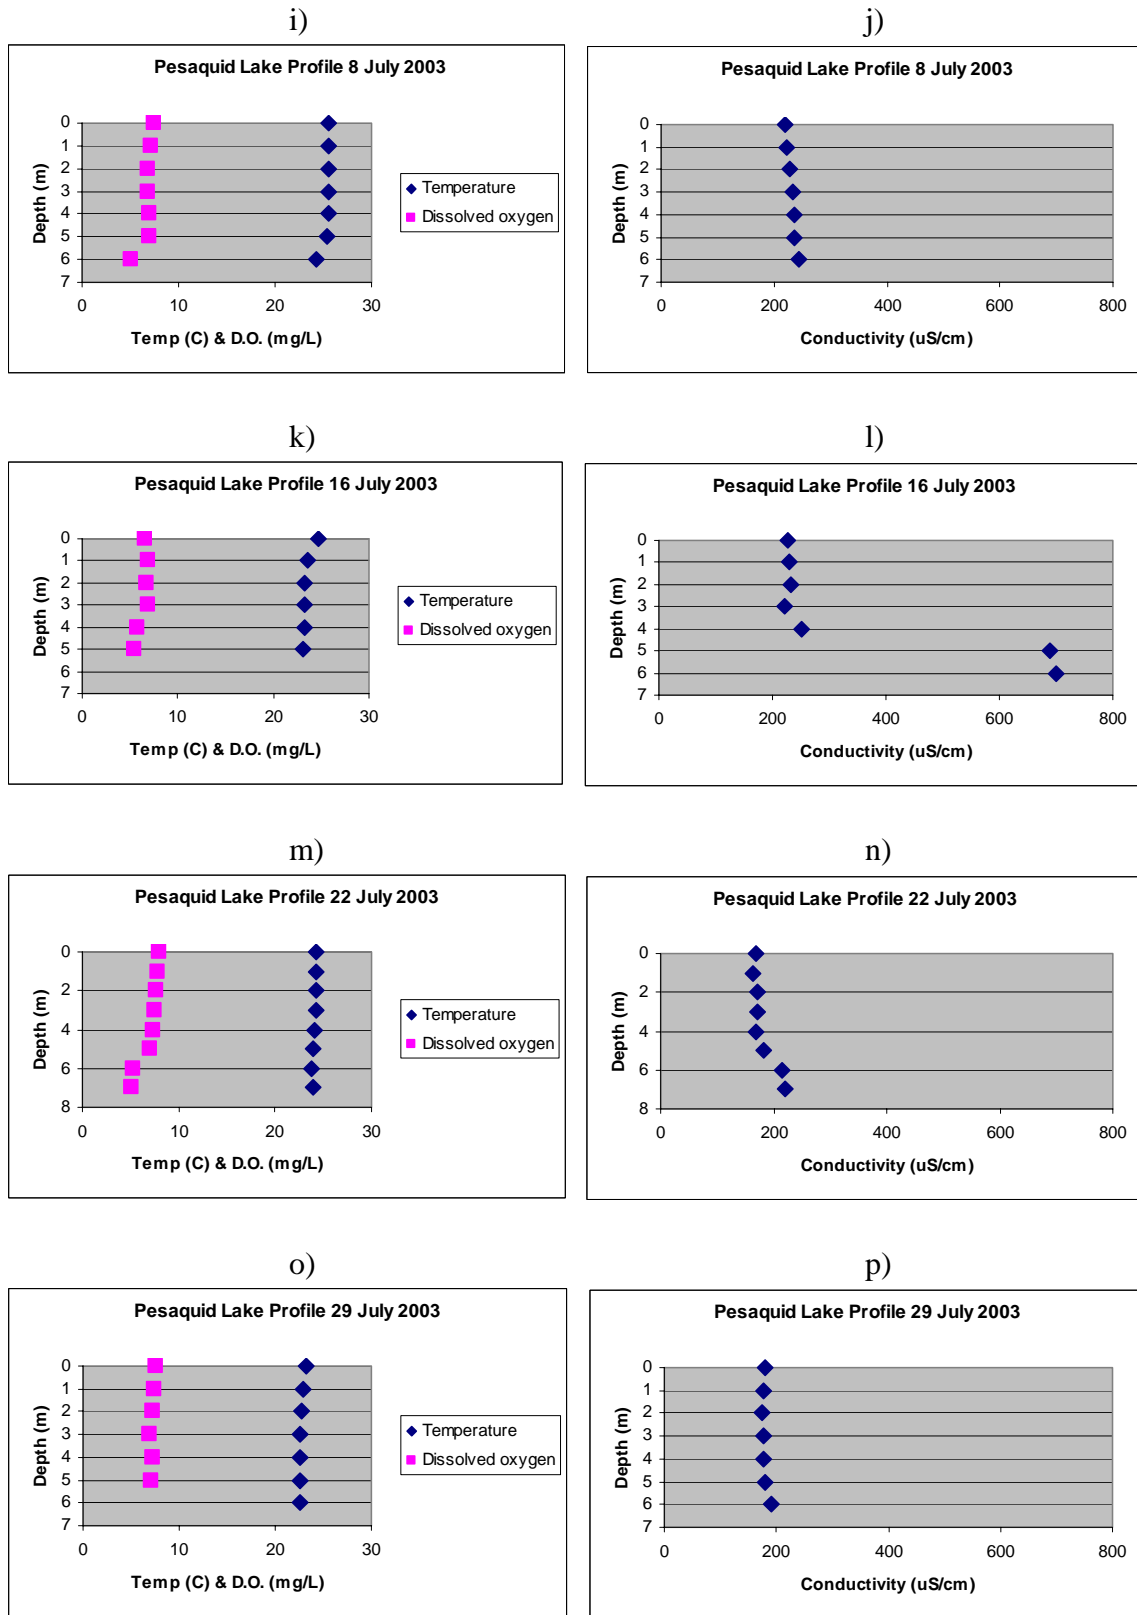 i)
Pesaquid Lake Profile 8 July 2003
0
1
2
3
4
5
6
7
Depth (m)
0 10 20 30
Temp (C) & D.O. (mg/L)
Temperature
Dissolved oxygen
j)
Pesaquid Lake Profile 8 July 2003
0
1
2
3
4
5
6
7
Depth (m)
0 200 400 600 800
Conductivity (uS/cm)
k)
Pesaquid Lake Profile 16 July 2003
0
1
2
3
4
5
6
7
Depth (m)
0 10 20 30
Temp (C) & D.O. (mg/L)
Temperature
Dissolved oxygen
l)
Pesaquid Lake Profile 16 July 2003
0
1
2
3
4
5
6
7
Depth (m)
0 200 400 600 800
Conductivity (uS/cm)
m)
Pesaquid Lake Profile 22 July 2003
0
2
4
6
8
Depth (m)
0 10 20 30
Temp (C) & D.O. (mg/L)
Temperature
Dissolved oxygen
n)
Pesaquid Lake Profile 22 July 2003
0
2
4
6
8
Depth (m)
0 200 400 600 800
Conductivity (uS/cm)
o)
Pesaquid Lake Profile 29 July 2003
0
1
2
3
4
5
6
7
Depth (m)
0 10 20 30
Temp (C) & D.O. (mg/L)
Temperature
Dissolved oxygen
p)
Pesaquid Lake Profile 29 July 2003
0
1
2
3
4
5
6
7
Depth (m)
0 200 400 600 800
Conductivity (uS/cm)